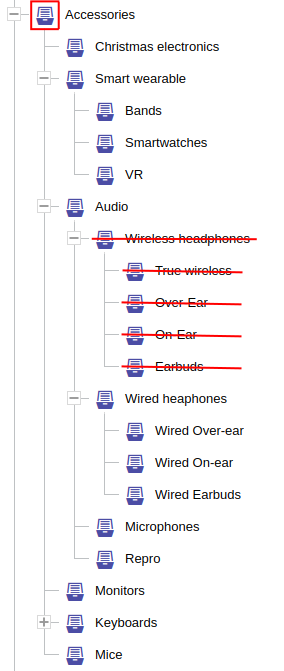 Accessories
Christmas electronics
Smart wearable
Bands
Smartwatches
VR
Audio
Wireless headphones
True wireless
Over-Ear
On-Ear
Earbuds
Wired heaphones
Wired Over-ear
Wired On-ear
Wired Earbuds
Microphones
Repro
Monitors
Keyboards
Mice